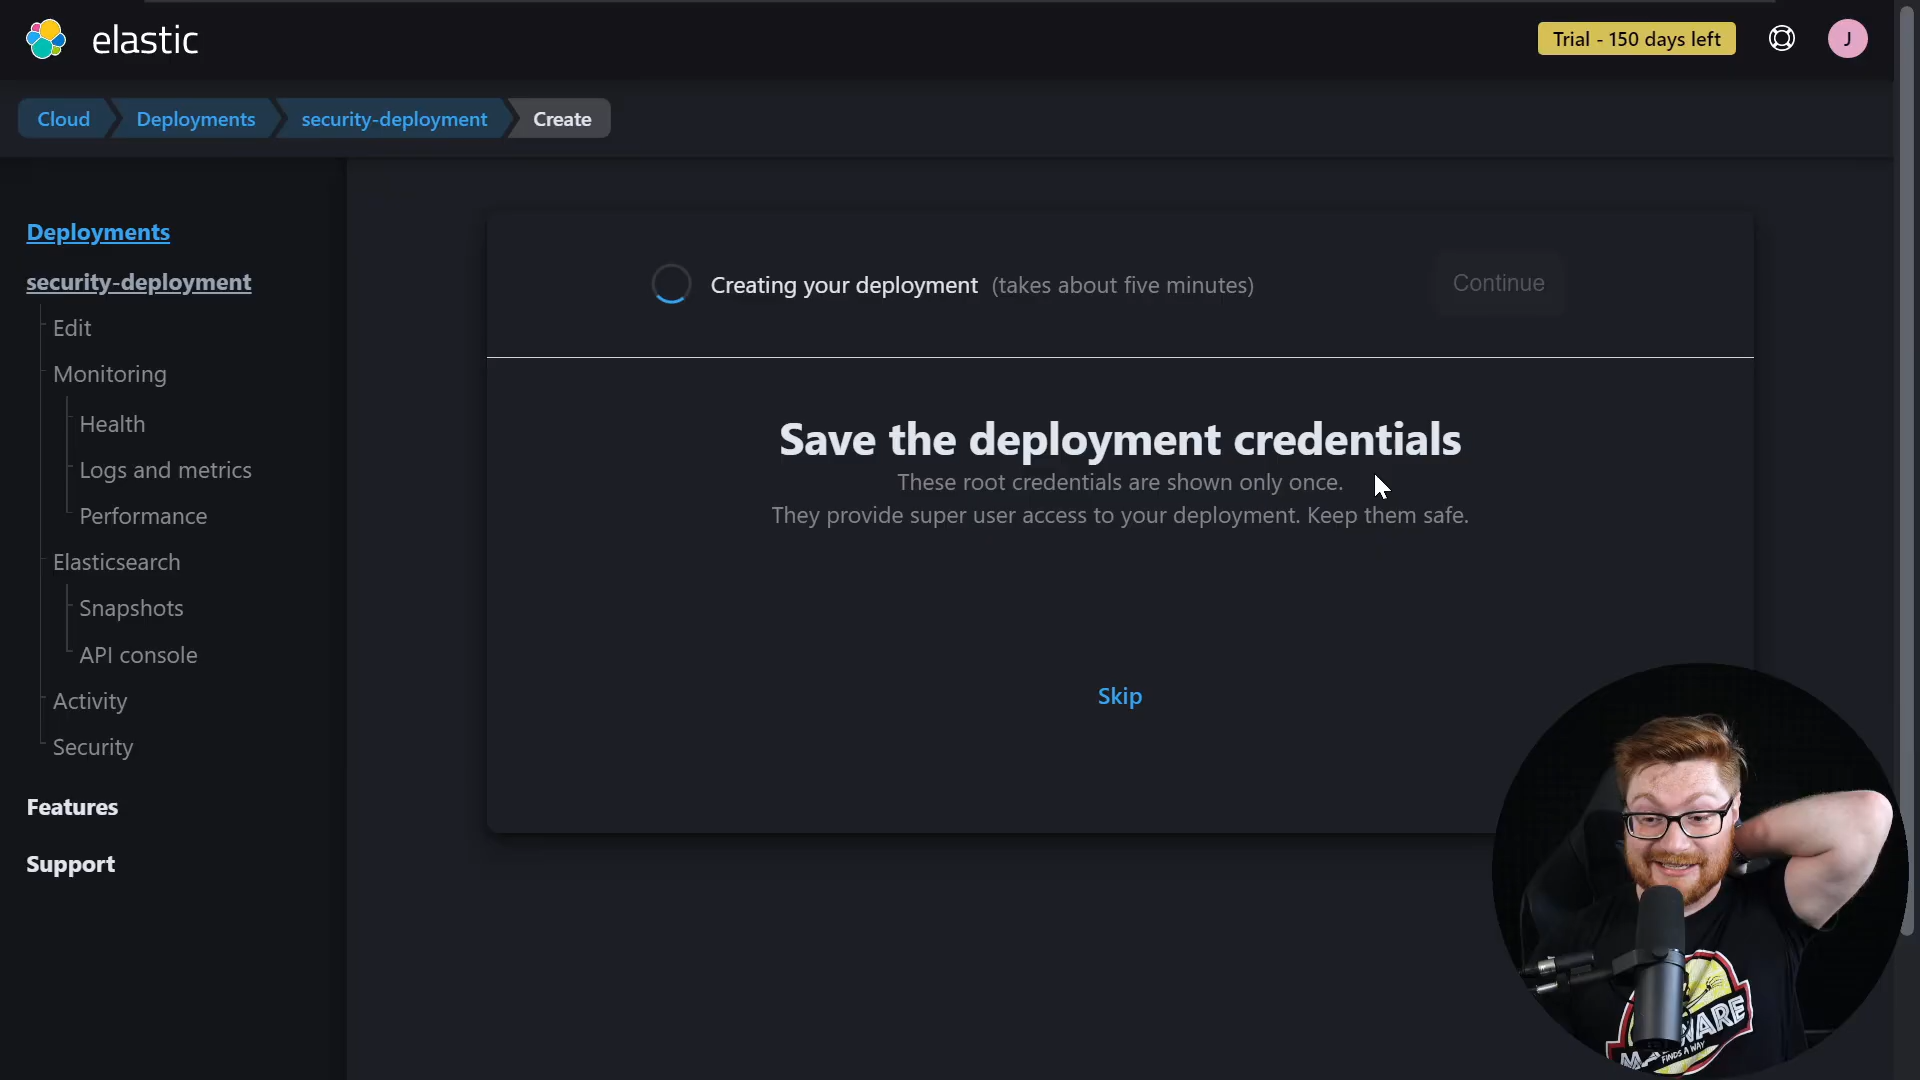 elastic
Trial - 150 days left
J
Cloud
Deployments
security-deployment
Create
Deployments
security-deployment
Edit
Monitoring
Health
Logs and metrics
Performance
Elasticsearch
Snapshots
API console
Activity
Security
Features
Support
Creating your deployment (takes about five minutes)
Continue
Save the deployment credentials
These root credentials are shown only once.
They provide super user access to your deployment. Keep them safe.
Skip
FINDS A WAY